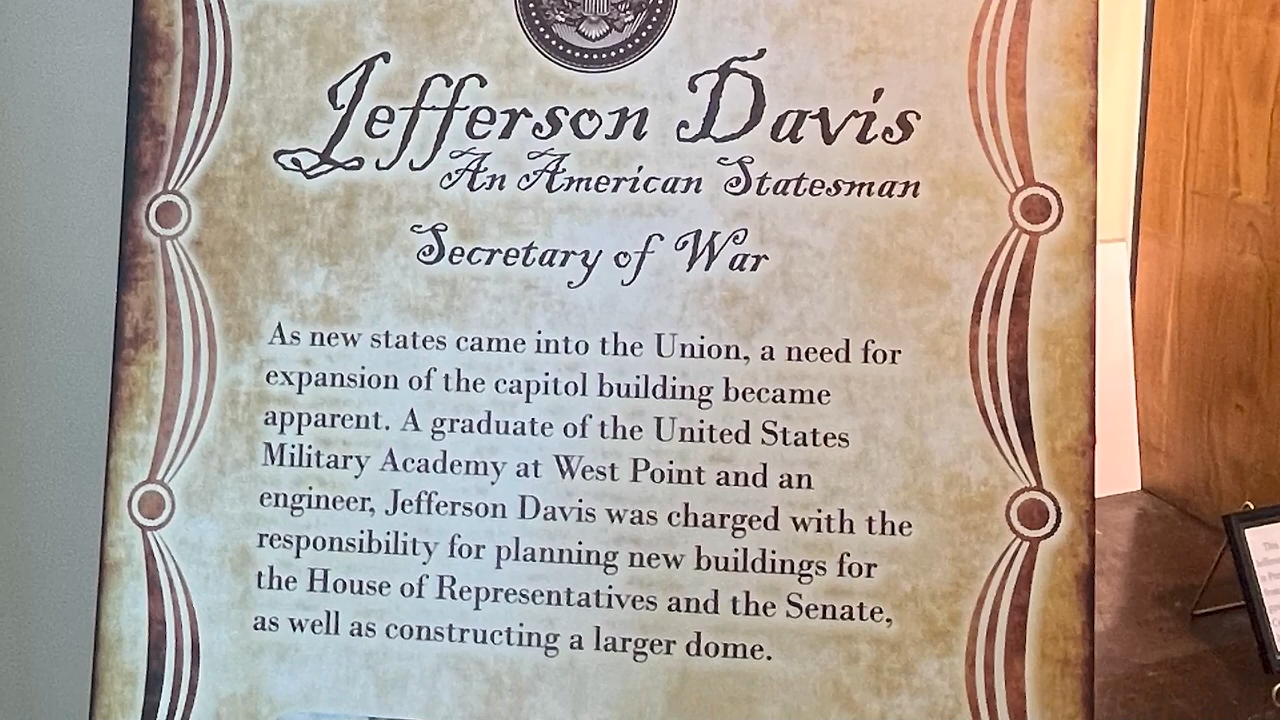 Jefferson Davis
An American Statesman
Secretary of War
As new states came into the Union, a need for
expansion of the capitol building became
apparent. A graduate of the United States
Military Academy at West Point and an
engineer, Jefferson Davis was charged with the
responsibility for planning new buildings for
the House of Representatives and the Senate,
as well as constructing a larger dome.